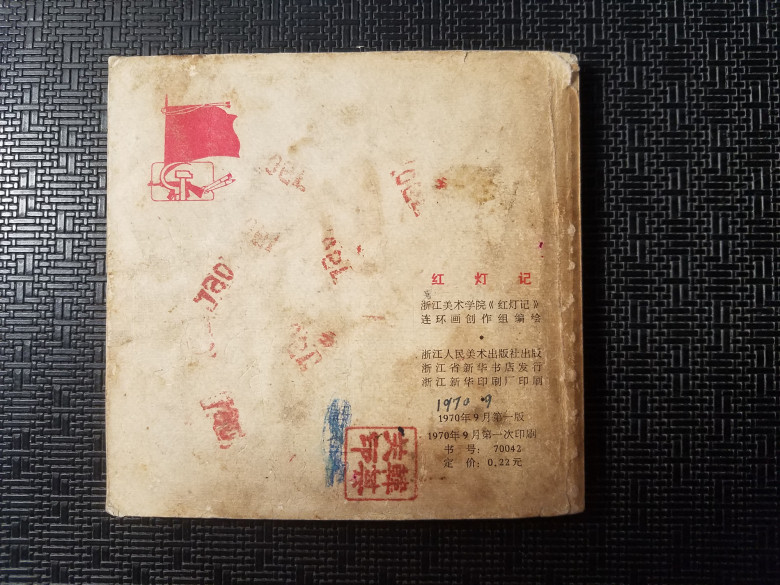 红灯记
浙江美术学院《红灯记》
连环画创作组编绘
浙江人民美术出版社出版
浙江省新华书店发行
浙江新华印刷厂印刷
1970.9
1970年9月第一版
1970年9月第一次印刷
书号：70042
定价：0.22元